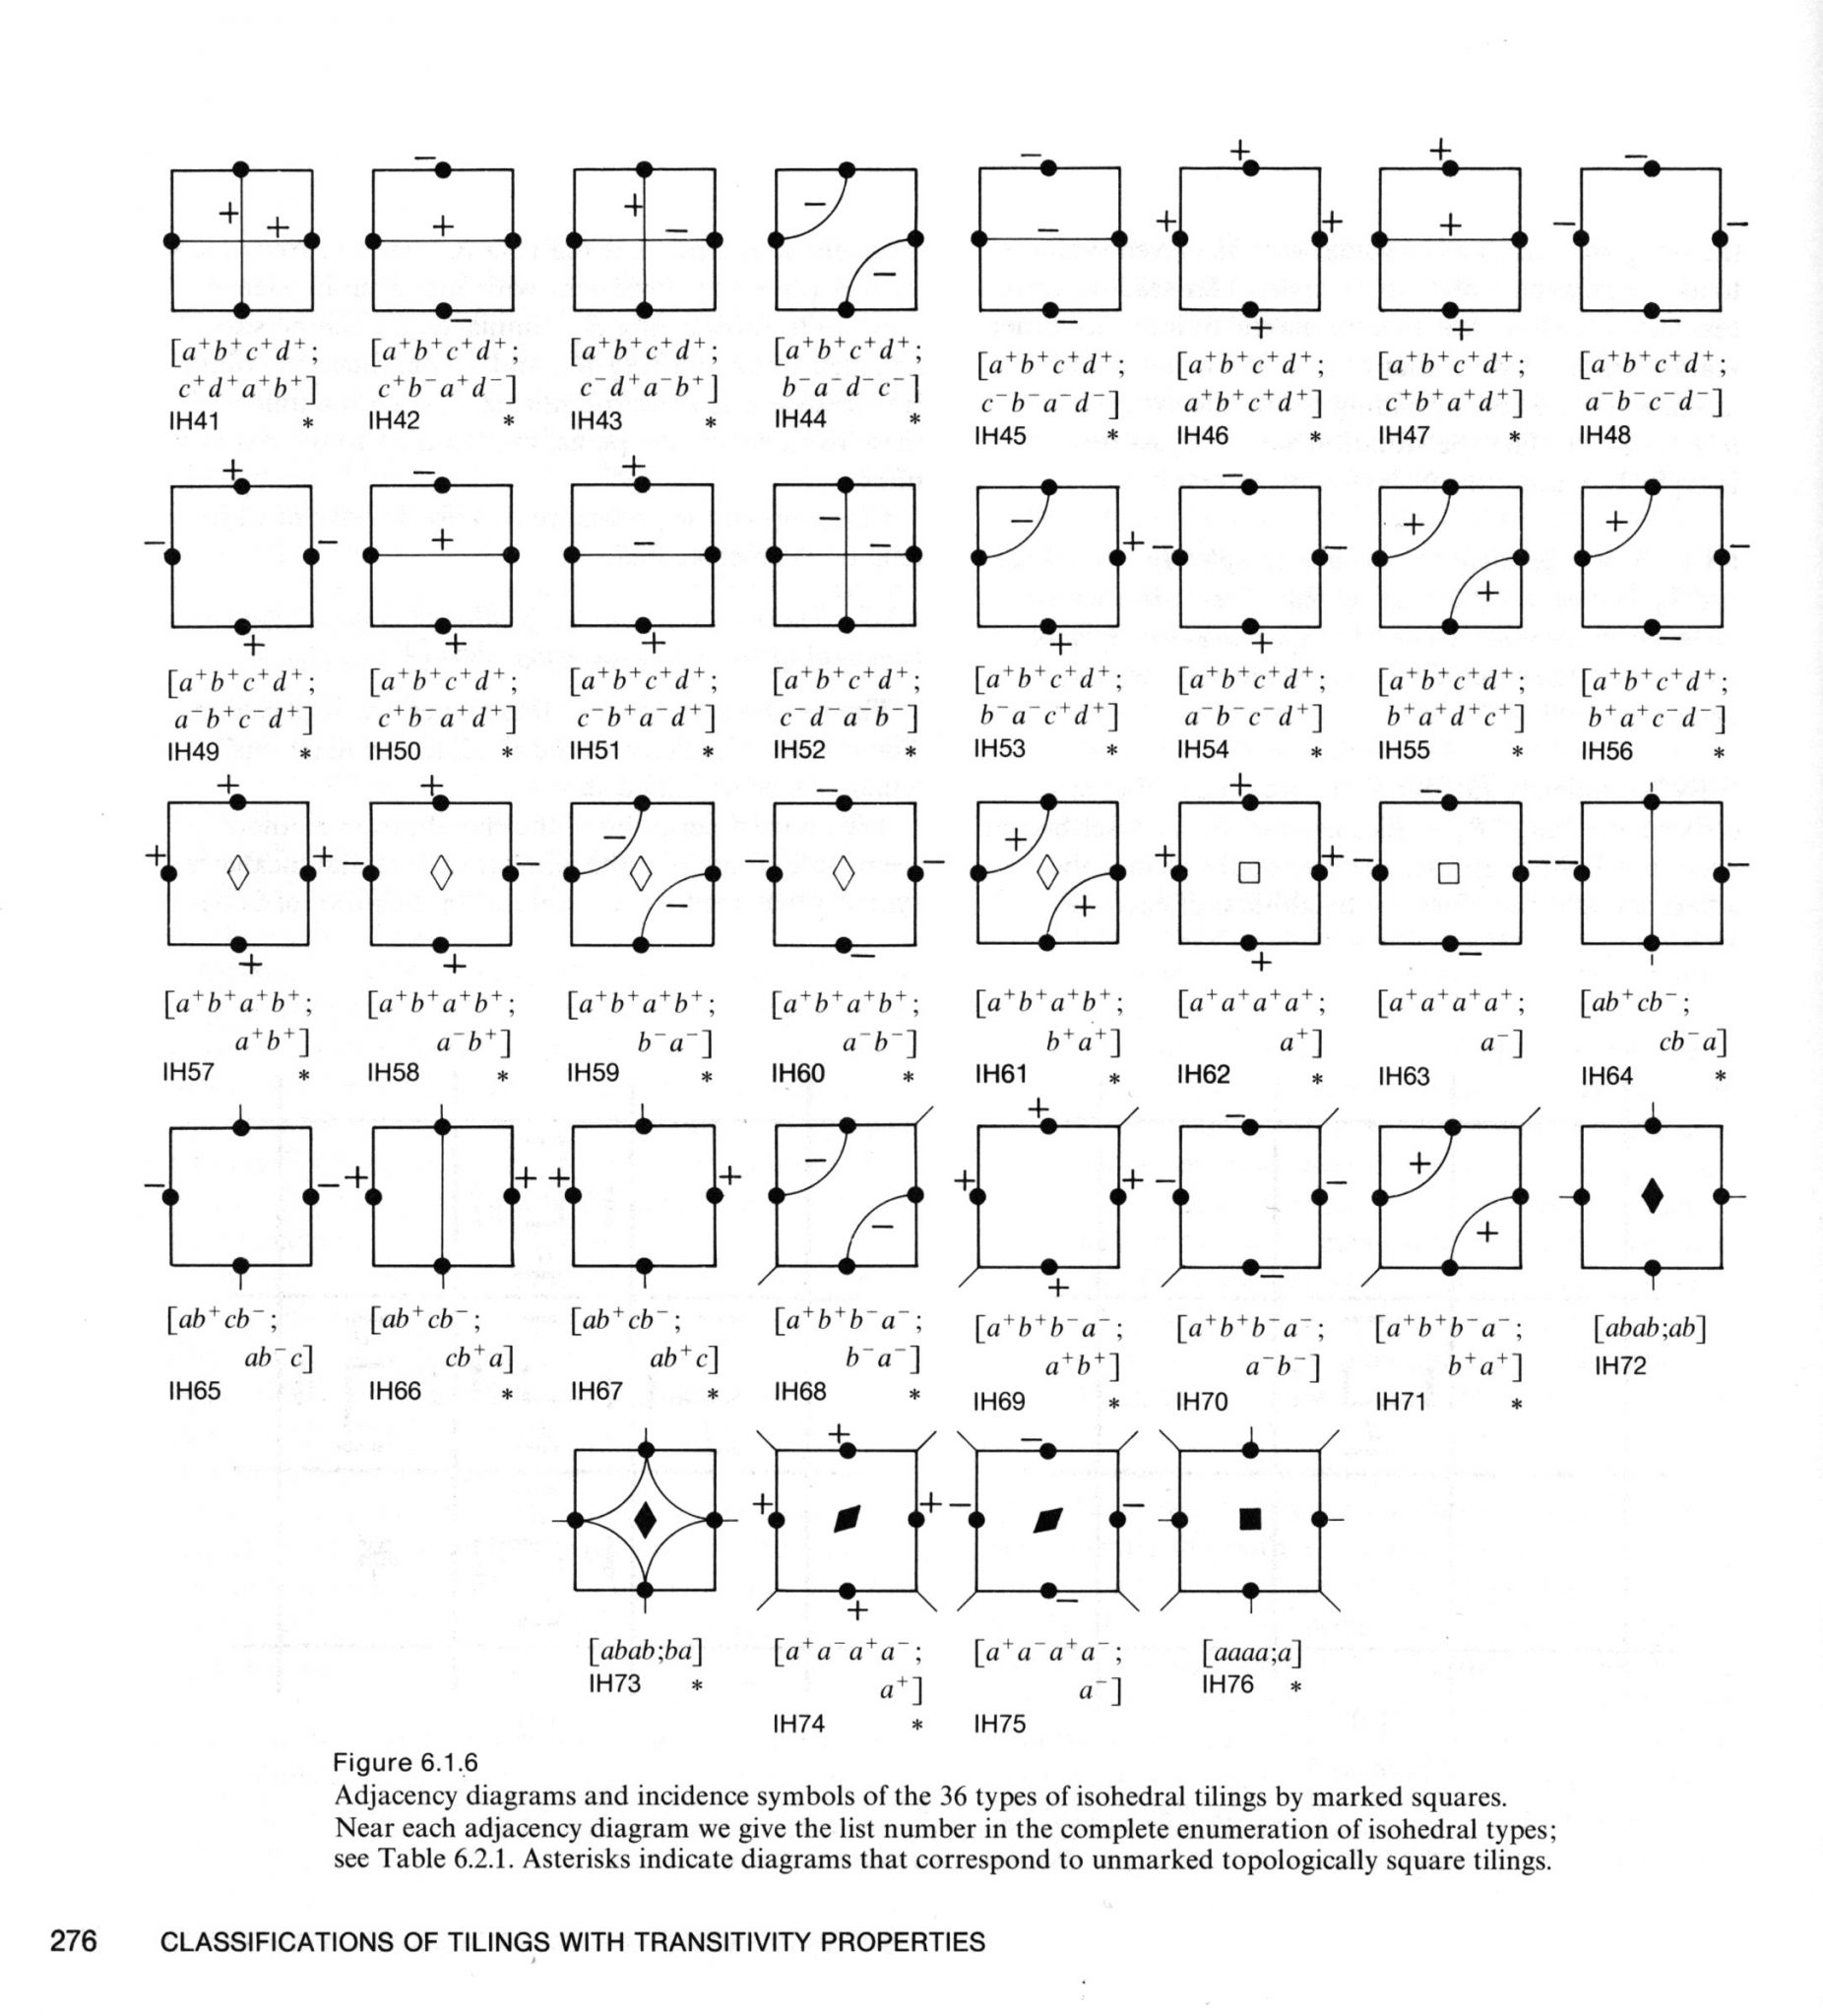 [a⁺b⁺c⁺d⁺;
c⁺d⁺a⁺b⁺]
IH41 *
[a⁺b⁺c⁺d⁺;
c⁺b⁻a⁺d⁻]
IH42 *
[a⁺b⁺c⁺d⁺;
c⁻d⁺a⁻b⁺]
IH43 *
[a⁺b⁺c⁺d⁺;
b⁻a⁻d⁻c⁻]
IH44 *
[a⁺b⁺c⁺d⁺;
c⁻b⁻a⁻d⁻]
IH45 *
[a⁺b⁺c⁺d⁺;
a⁺b⁺c⁺d⁺]
IH46 *
[a⁺b⁺c⁺d⁺;
c⁺b⁺a⁺d⁺]
IH47 *
[a⁺b⁺c⁺d⁺;
a⁻b⁻c⁻d⁻]
IH48
[a⁺b⁺c⁺d⁺;
a⁻b⁺c⁻d⁺]
IH49 *
[a⁺b⁺c⁺d⁺;
c⁺b⁻a⁺d⁺]
IH50 *
[a⁺b⁺c⁺d⁺;
c⁻b⁺a⁻d⁺]
IH51 *
[a⁺b⁺c⁺d⁺;
c⁻d⁻a⁻b⁻]
IH52 *
[a⁺b⁺c⁺d⁺;
b⁻a⁻c⁺d⁺]
IH53 *
[a⁺b⁺c⁺d⁺;
a⁻b⁻c⁻d⁺]
IH54 *
[a⁺b⁺c⁺d⁺;
b⁺a⁺d⁺c⁺]
IH55 *
[a⁺b⁺c⁺d⁺;
b⁺a⁺c⁻d⁻]
IH56 *
[a⁺b⁺a⁺b⁺;
a⁺b⁺]
IH57 *
[a⁺b⁺a⁺b⁺;
a⁻b⁺]
IH58 *
[a⁺b⁺a⁺b⁺;
b⁻a⁻]
IH59 *
[a⁺b⁺a⁺b⁺;
a⁻b⁻]
IH60 *
[a⁺b⁺a⁺b⁺;
b⁺a⁺]
IH61 *
[a⁺a⁺a⁺a⁺;
a⁺]
IH62 *
[a⁺a⁺a⁺a⁺;
a⁻]
IH63
[ab⁺cb⁻;
cb⁻a]
IH64 *
[ab⁺cb⁻;
ab⁻c]
IH65
[ab⁺cb⁻;
cb⁺a]
IH66 *
[ab⁺cb⁻;
ab⁺c]
IH67 *
[a⁺b⁺b⁻a⁻;
b⁻a⁻]
IH68 *
[a⁺b⁺b⁻a⁻;
a⁺b⁺]
IH69 *
[a⁺b⁺b⁻a⁻;
a⁻b⁻]
IH70
[a⁺b⁺b⁻a⁻;
b⁺a⁺]
IH71 *
[abab;ab]
IH72
[abab;ba]
IH73 *
[a⁺a⁻a⁺a⁻;
a⁺]
IH74 *
[a⁺a⁻a⁺a⁻;
a⁻]
IH75
[aaaa;a]
IH76 *
Figure 6.1.6
Adjacency diagrams and incidence symbols of the 36 types of isohedral tilings by marked squares.
Near each adjacency diagram we give the list number in the complete enumeration of isohedral types;
see Table 6.2.1. Asterisks indicate diagrams that correspond to unmarked topologically square tilings.
276 CLASSIFICATIONS OF TILINGS WITH TRANSITIVITY PROPERTIES